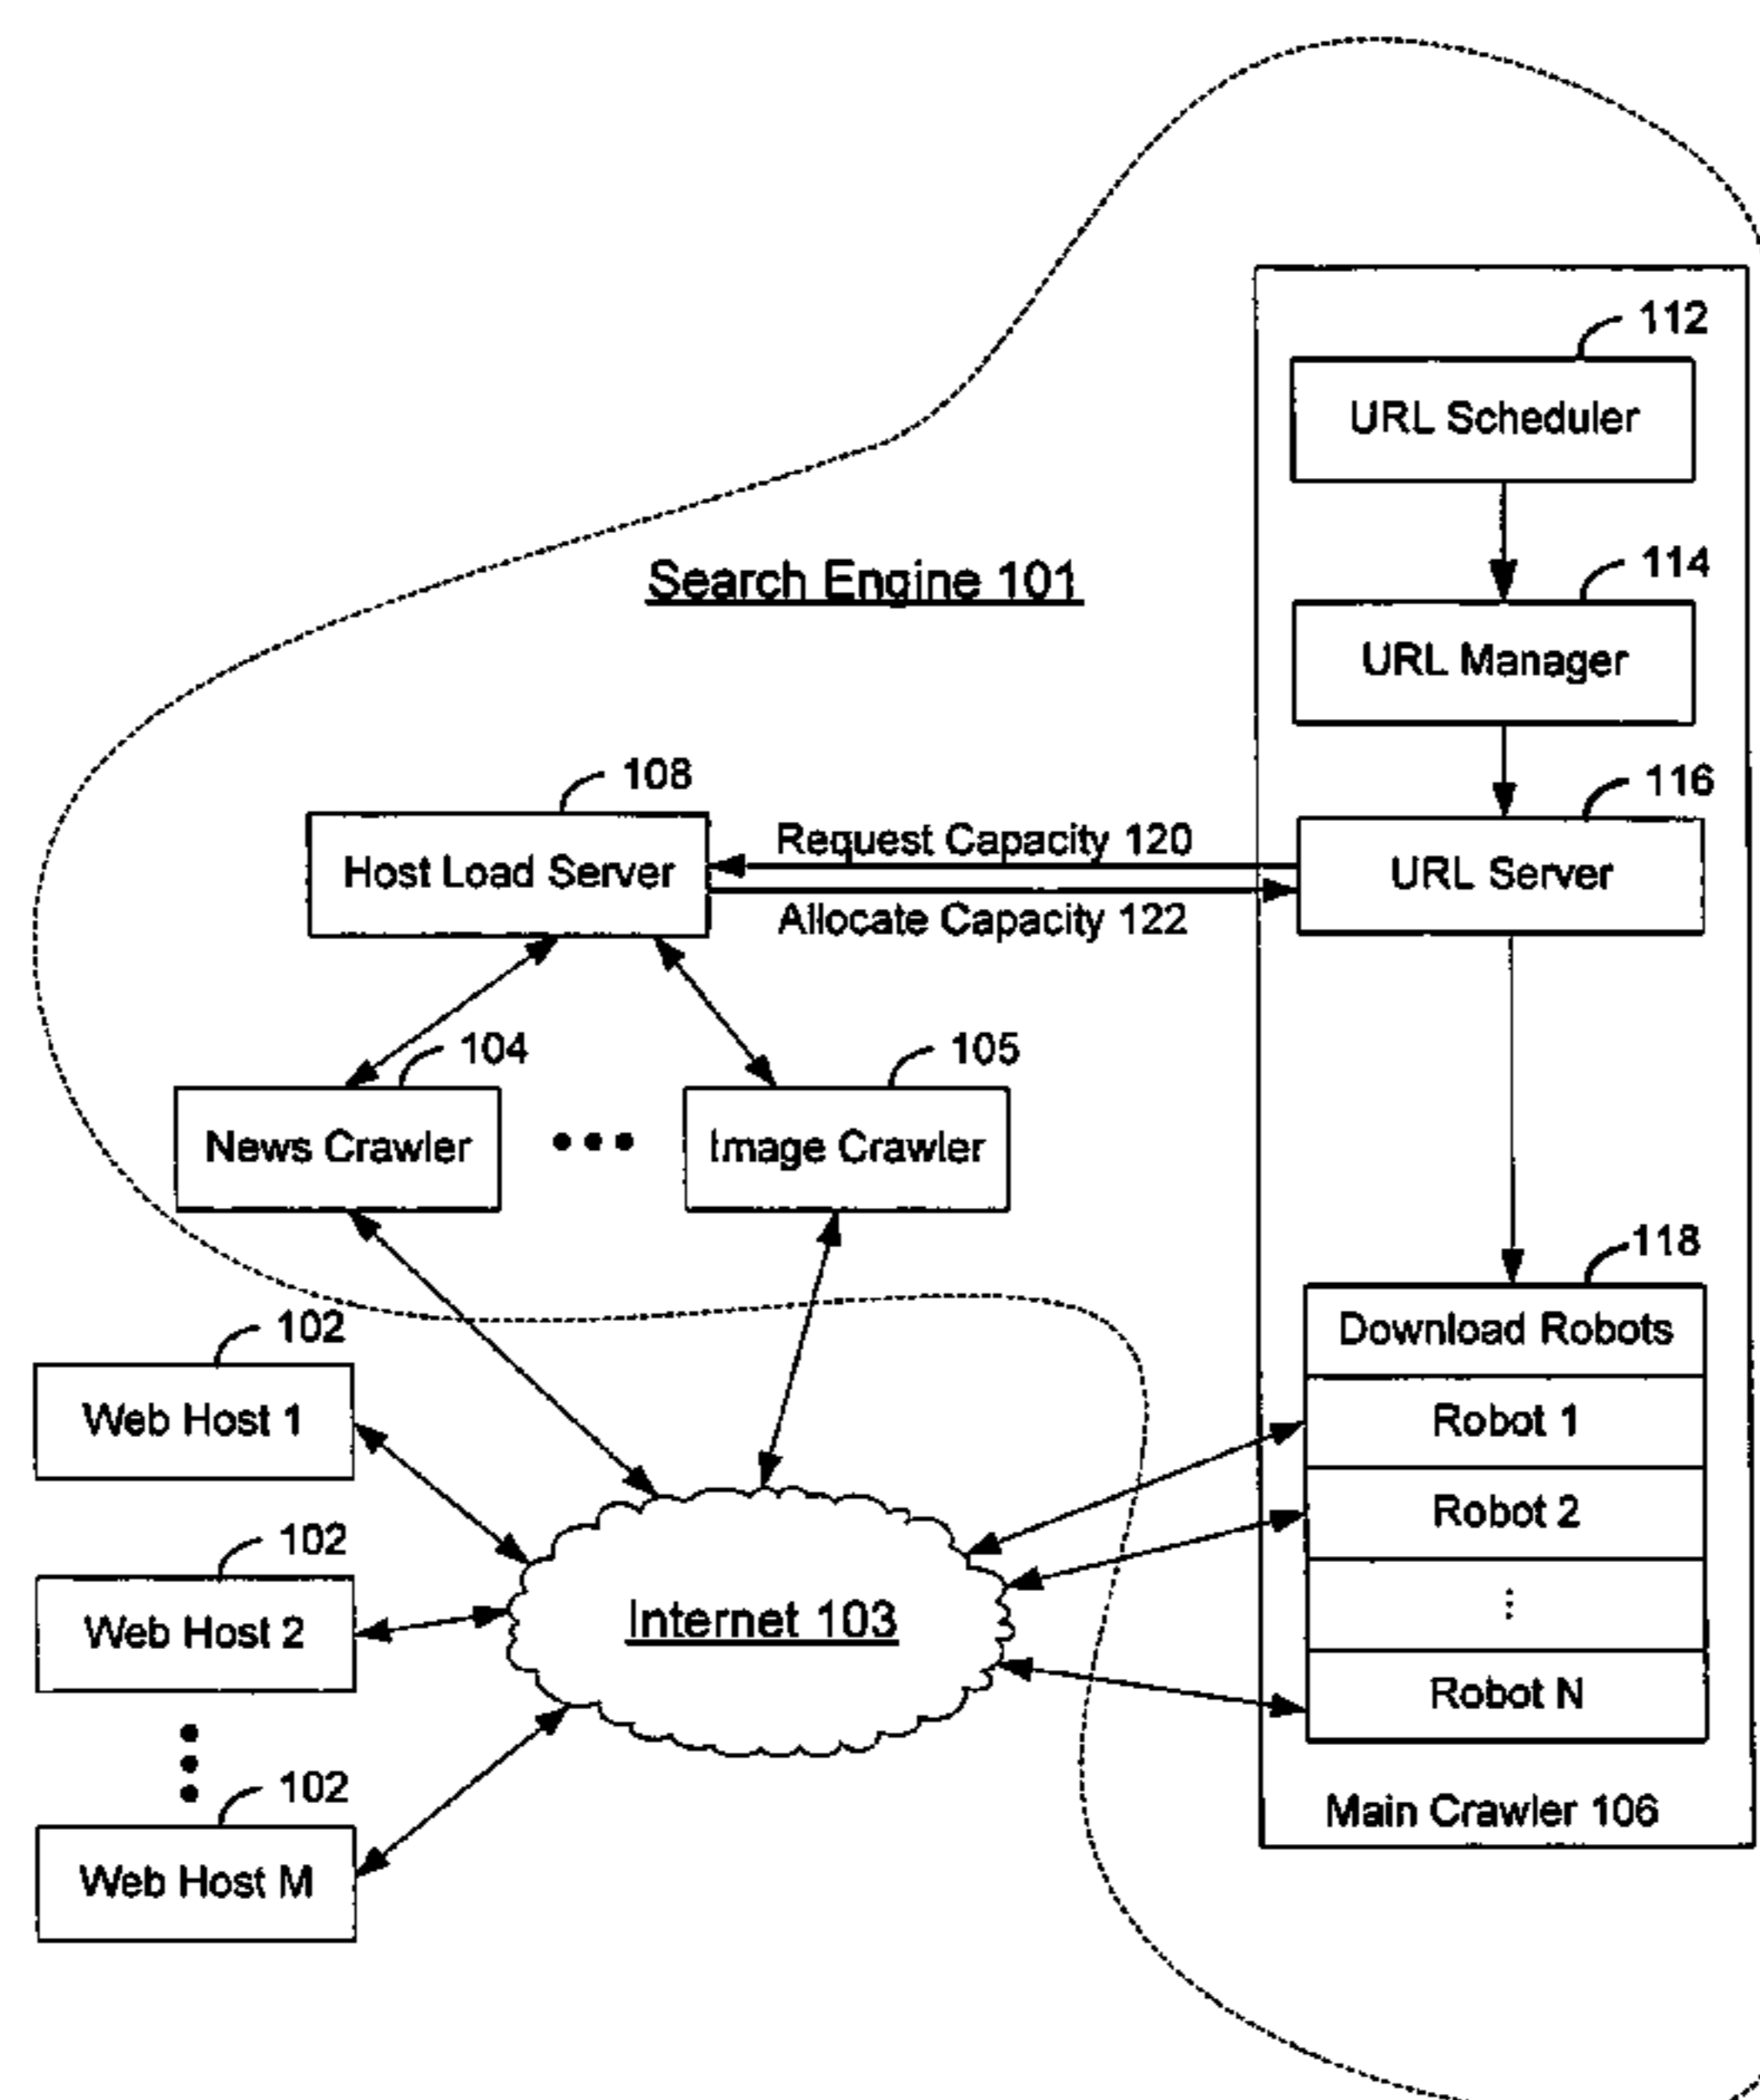 112
URL Scheduler
Search Engine 101
114
URL Manager
108
116
Host Load Server
Request Capacity 120
Allocate Capacity 122
URL Server
104
105
News Crawler
Image Crawler
118
Download Robots
Robot 1
Robot 2
Robot N
Main Crawler 106
102
Web Host 1
102
Web Host 2
Internet 103
102
Web Host M